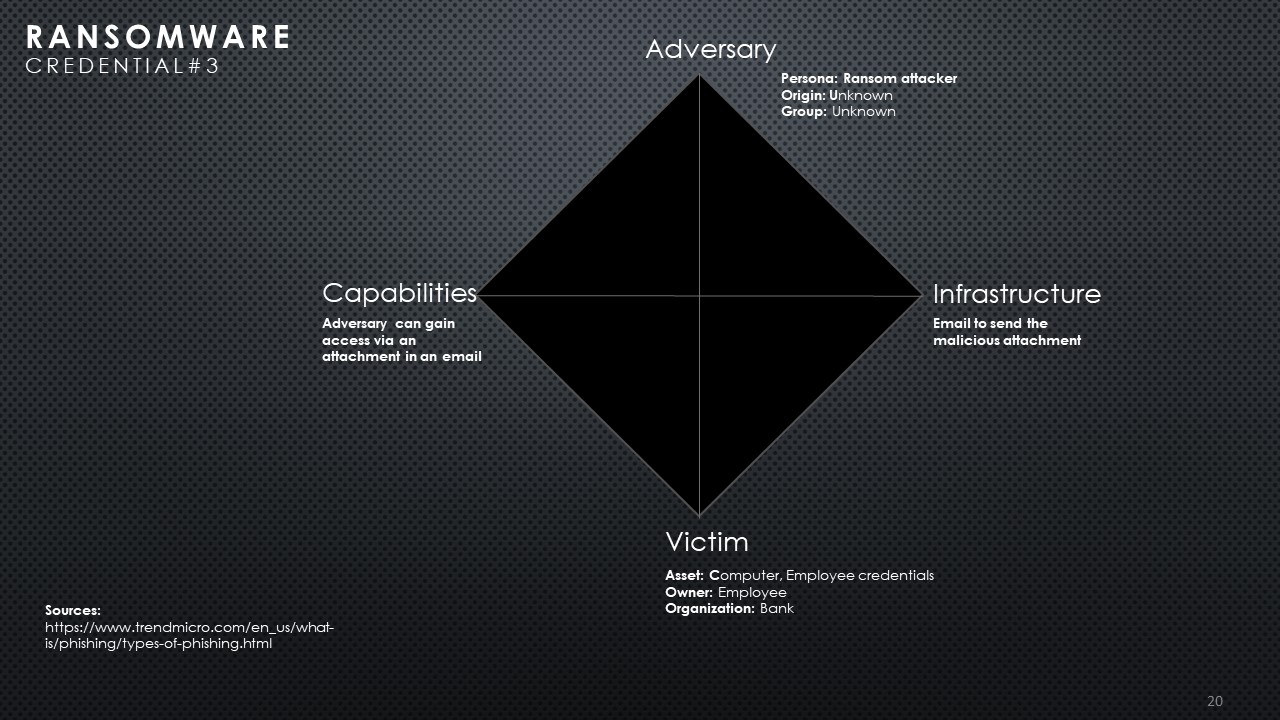 RANSOMWARE
CREDENTIAL#3
Adversary
Persona: Ransom attacker
Origin: Unknown
Group: Unknown
Capabilities
Adversary can gain
access via an
attachment in an email
Infrastructure
Email to send the
malicious attachment
Victim
Asset: Computer, Employee credentials
Owner: Employee
Organization: Bank
Sources:
https://www.trendmicro.com/en_us/what-
is/phishing/types-of-phishing.html
20